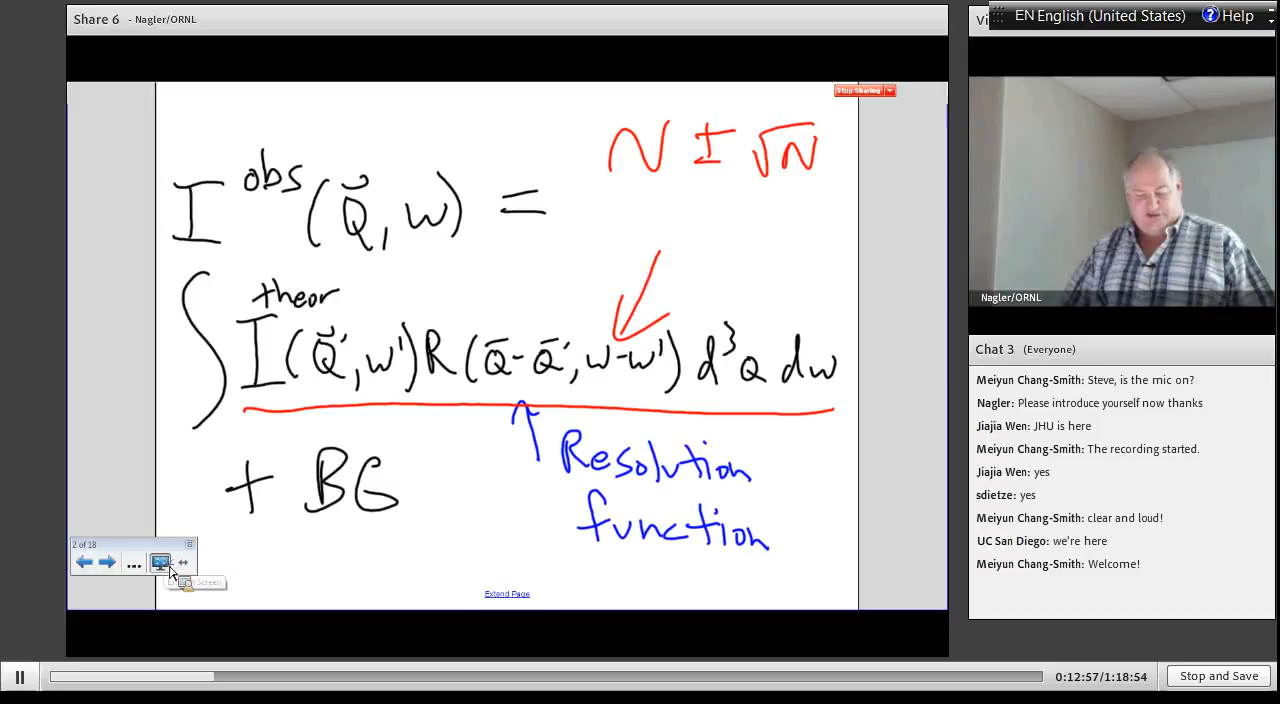 Share 6 - Nagler/ORNL
EN English (United States) ? Help
Stop Sharing
N ± √N
I obs (Q⃗, w) =
∫ I theor (Q⃗', w') R (Q̄ - Q̄', w - w') d³Q dw
Resolution
function
+ BG
2 of 18
...
Screen
Extend Page
Nagler/ORNL
Chat 3 (Everyone)
Meiyun Chang-Smith: Steve, is the mic on?
Nagler: Please introduce yourself now thanks
Jiajia Wen: JHU is here
Meiyun Chang-Smith: The recording started.
Jiajia Wen: yes
sdietze: yes
Meiyun Chang-Smith: clear and loud!
UC San Diego: we're here
Meiyun Chang-Smith: Welcome!
0:12:57/1:18:54
Stop and Save